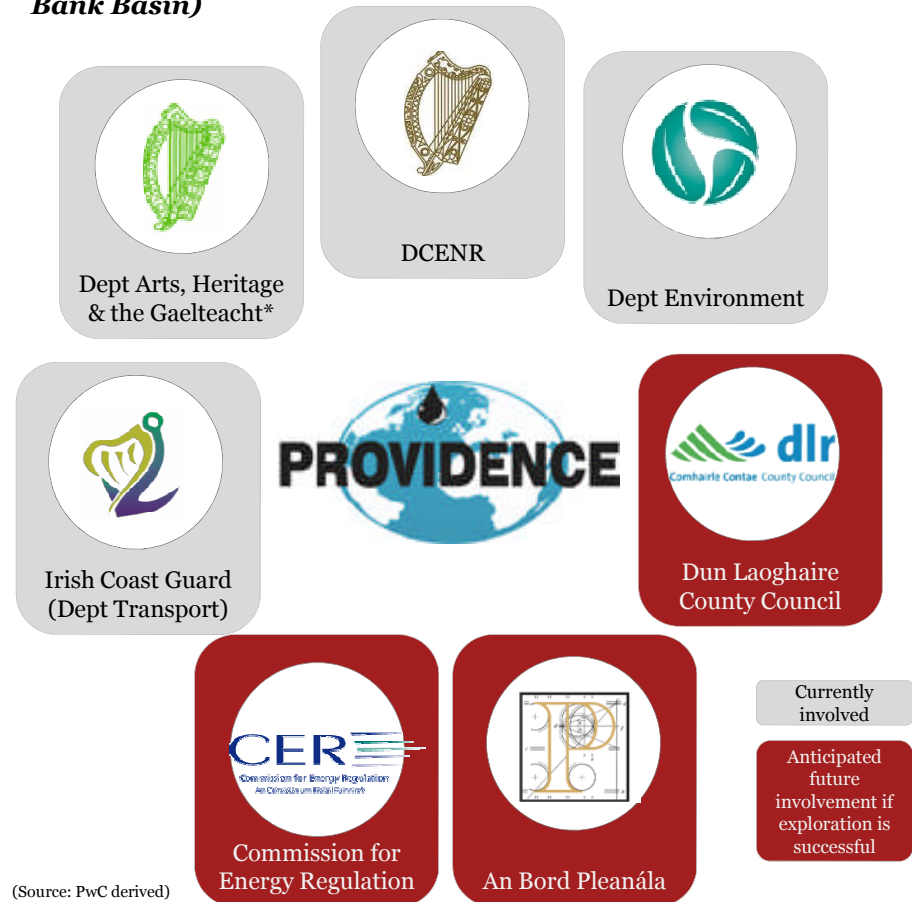 Bank Basin)
DCENR
Dept Arts, Heritage
& the Gaelteacht*
Dept Environment
PROVIDENCE
dlr
Comhairle Contae County Council
Irish Coast Guard
(Dept Transport)
Dun Laoghaire
County Council
CER
Commission for Energy Regulation
P
Commission for
Energy Regulation
An Bord Pleanála
Currently
involved
Anticipated
future
involvement if
exploration is
successful
(Source: PwC derived)